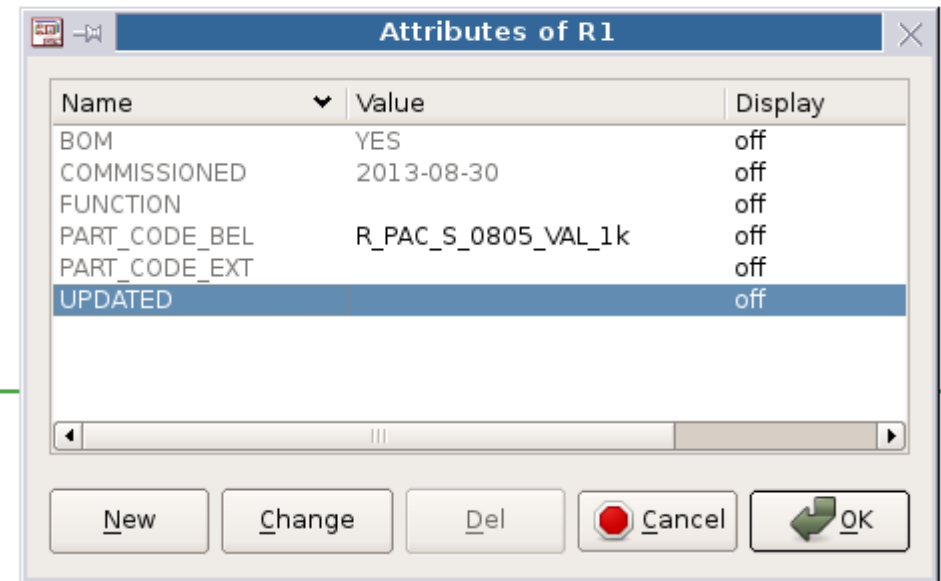 Attributes of R1
Name Value Display
BOM YES off
COMMISSIONED 2013-08-30 off
FUNCTION off
PART_CODE_BEL R_PAC_S_0805_VAL_1k off
PART_CODE_EXT off
UPDATED off
New Change Del Cancel OK